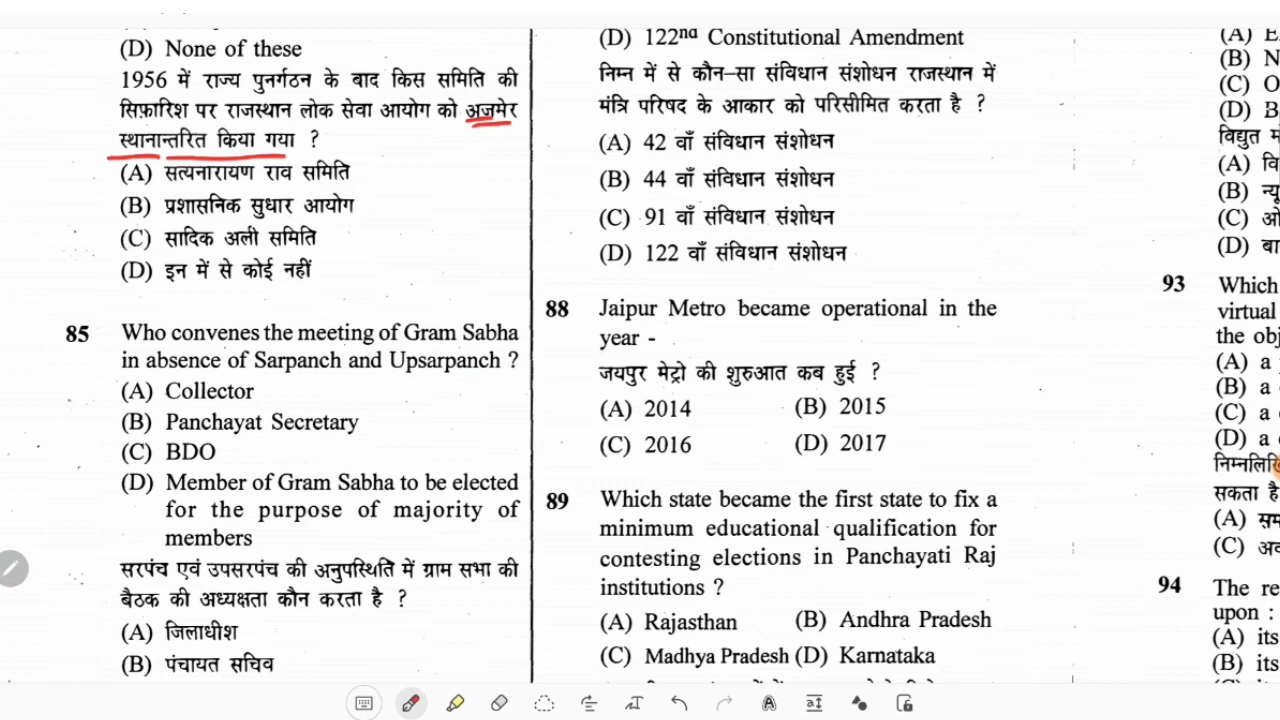 (D) None of these
1956 में राज्य पुनर्गठन के बाद किस समिति की
सिफ़ारिश पर राजस्थान लोक सेवा आयोग को अजमेर
स्थानान्तरित किया गया ?
(A) सत्यनारायण राव समिति
(B) प्रशासनिक सुधार आयोग
(C) सादिक अली समिति
(D) इन में से कोई नहीं
85 Who convenes the meeting of Gram Sabha
in absence of Sarpanch and Upsarpanch ?
(A) Collector
(B) Panchayat Secretary
(C) BDO
(D) Member of Gram Sabha to be elected
for the purpose of majority of
members
सरपंच एवं उपसरपंच की अनुपस्थिति में ग्राम सभा की
बैठक की अध्यक्षता कौन करता है ?
(A) जिलाधीश
(B) पंचायत सचिव
(D) 122nd Constitutional Amendment
निम्न में से कौन-सा संविधान संशोधन राजस्थान में
मंत्रि परिषद के आकार को परिसीमित करता है ?
(A) 42 वाँ संविधान संशोधन
(B) 44 वाँ संविधान संशोधन
(C) 91 वाँ संविधान संशोधन
(D) 122 वाँ संविधान संशोधन
88 Jaipur Metro became operational in the
year -
जयपुर मेट्रो की शुरुआत कब हुई ?
(A) 2014 (B) 2015
(C) 2016 (D) 2017
89 Which state became the first state to fix a
minimum educational qualification for
contesting elections in Panchayati Raj
institutions ?
(A) Rajasthan (B) Andhra Pradesh
(C) Madhya Pradesh (D) Karnataka
(A)
(B)
(C)
(D)
विद्युत
(A)
(B)
(C)
(D)
93 Which
virtual
the
(A) a
(B) a
(C) a
(D) a
सकता है
(A)
(C)
94 The
upon :
(A) its
(B) its